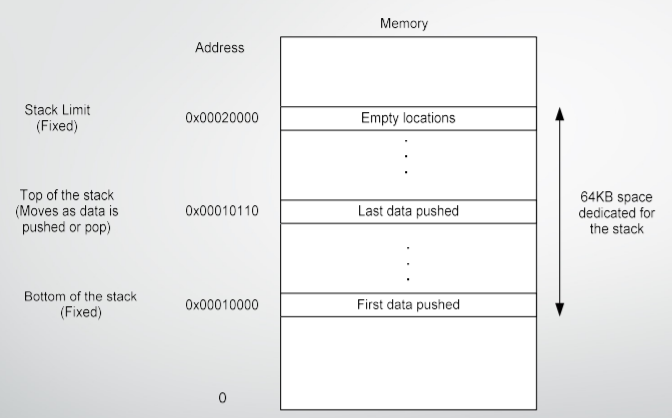 Memory
Address
Stack Limit
(Fixed)
0x00020000
Empty locations
Top of the stack
(Moves as data is
pushed or pop)
0x00010110
Last data pushed
64KB space
dedicated for
the stack
Bottom of the stack
(Fixed)
0x00010000
First data pushed
0